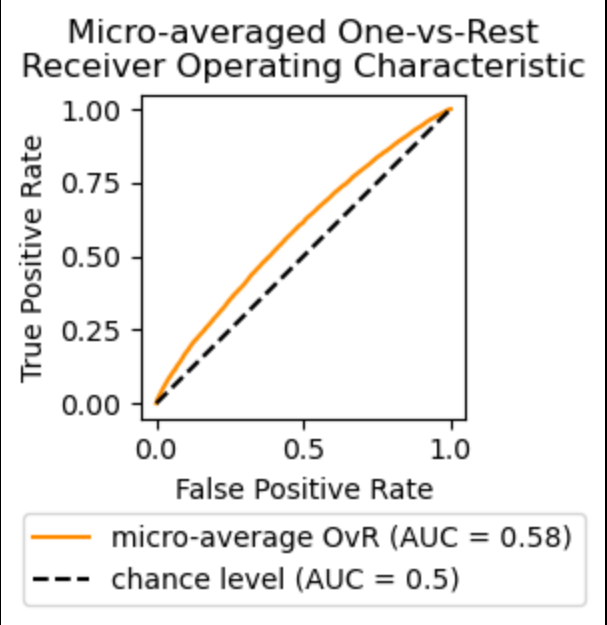 Micro-averaged One-vs-Rest
Receiver Operating Characteristic
True Positive Rate
1.00
0.75
0.50
0.25
0.00
0.0 0.5 1.0
False Positive Rate
micro-average OvR (AUC = 0.58)
chance level (AUC = 0.5)